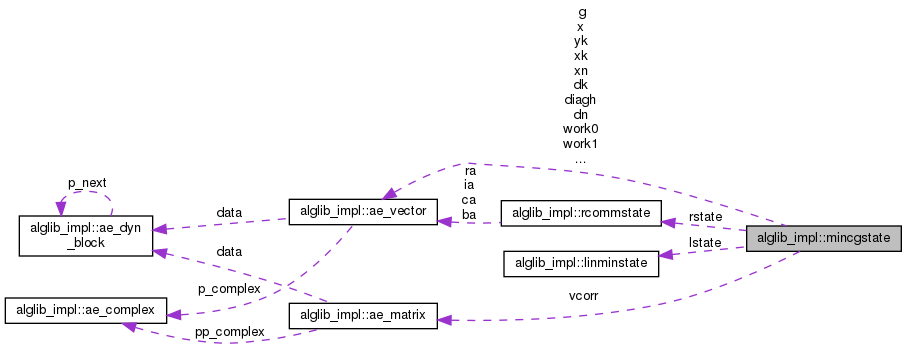 g
x
yk
xk
xn
dk
diagh
dn
work0
work1
...
ra
ia
ca
ba
p_next
data
alglib_impl::ae_vector
alglib_impl::rcommstate
rstate
alglib_impl::ae_dyn
_block
alglib_impl::mincgstate
data
alglib_impl::linminstate
lstate
p_complex
vcorr
alglib_impl::ae_complex
alglib_impl::ae_matrix
pp_complex